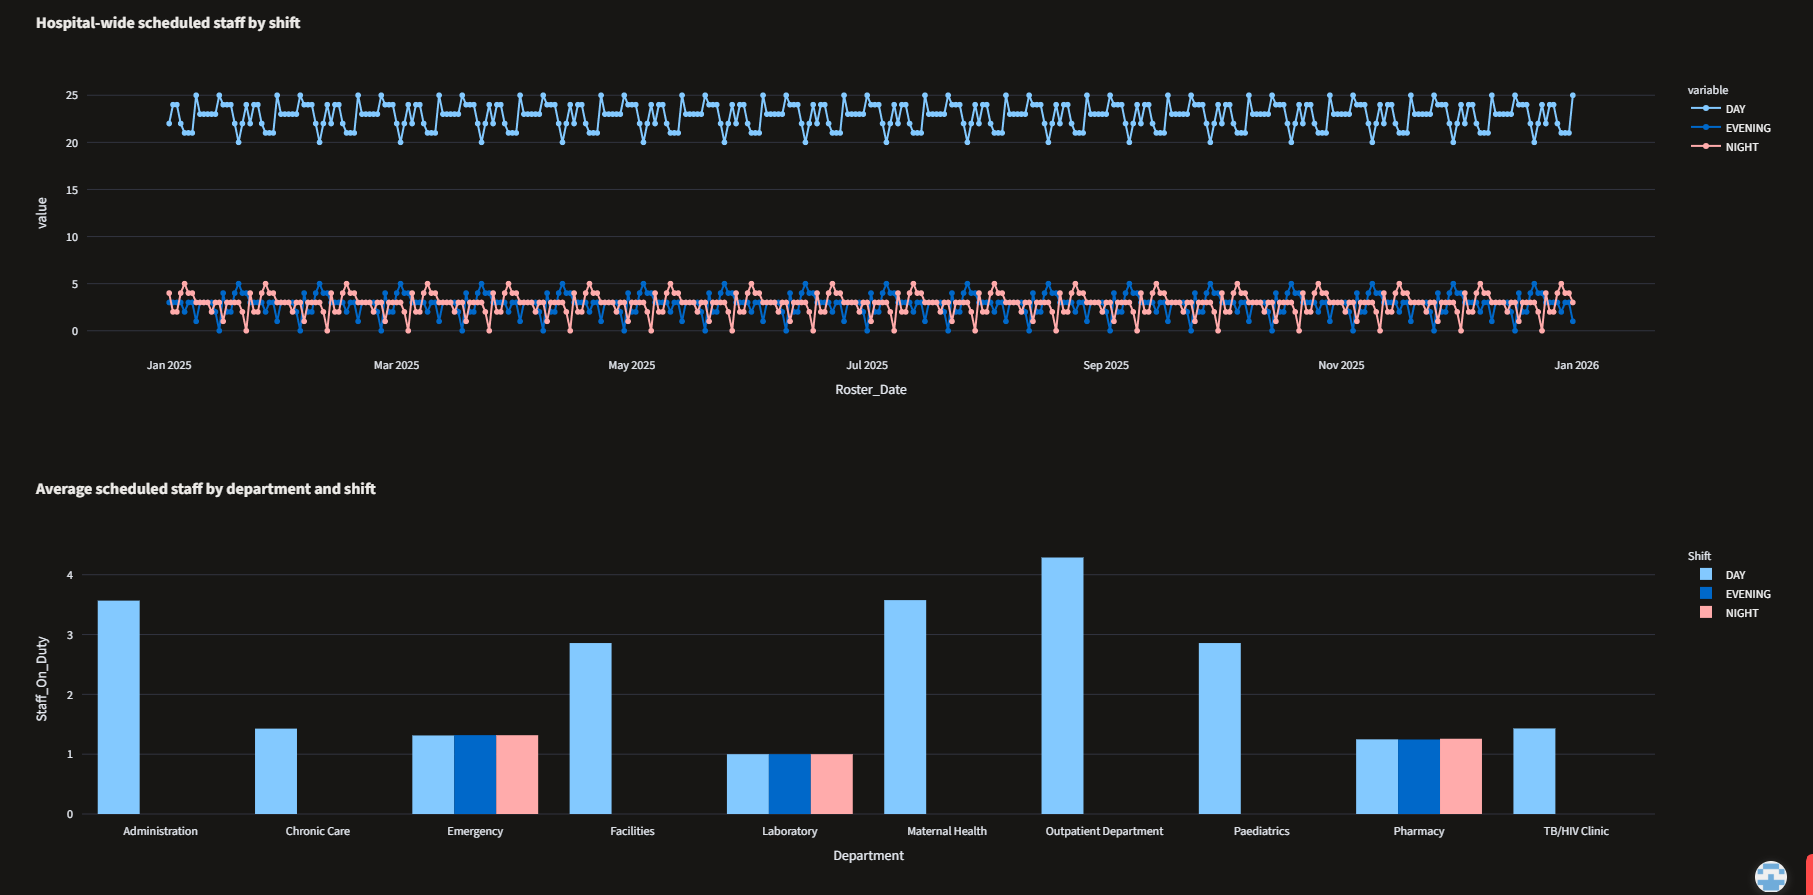 Hospital-wide scheduled staff by shift
variable
DAY
EVENING
NIGHT
25
20
15
10
5
0
value
Jan 2025
Mar 2025
May 2025
Jul 2025
Sep 2025
Nov 2025
Jan 2026
Roster_Date
Average scheduled staff by department and shift
Shift
DAY
EVENING
NIGHT
4
3
2
1
0
Staff_On_Duty
Administration
Chronic Care
Emergency
Facilities
Laboratory
Maternal Health
Outpatient Department
Paediatrics
Pharmacy
TB/HIV Clinic
Department